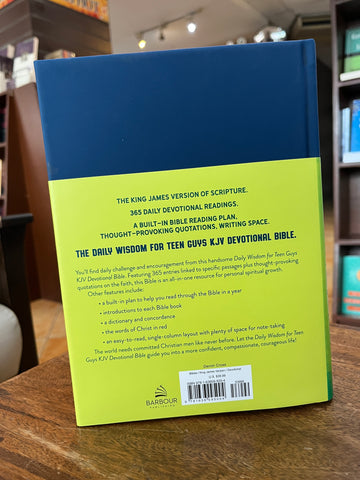 THE KING JAMES VERSION OF SCRIPTURE.
365 DAILY DEVOTIONAL READINGS.
A BUILT-IN BIBLE READING PLAN.
THOUGHT-PROVOKING QUOTATIONS, WRITING SPACE.
THE DAILY WISDOM FOR TEEN GUYS KJV DEVOTIONAL BIBLE.
You'll find daily challenge and encouragement from this handsome Daily Wisdom for Teen Guys
KJV Devotional Bible. Featuring 365 entries linked to specific passages plus thought-provoking
quotations on the faith, this Bible is an all-in-one resource for personal spiritual growth.
Other features include:
• a built-in plan to help you read through the Bible in a year
• introductions to each Bible book
• a dictionary and concordance
• the words of Christ in red
• an easy-to-read, single-column layout with plenty of space for note-taking
The world needs committed Christian men like never before. Let the Daily Wisdom for Teen
Guys KJV Devotional Bible guide you into a more confident, compassionate, courageous life!
BARBOUR
PUBLISHING